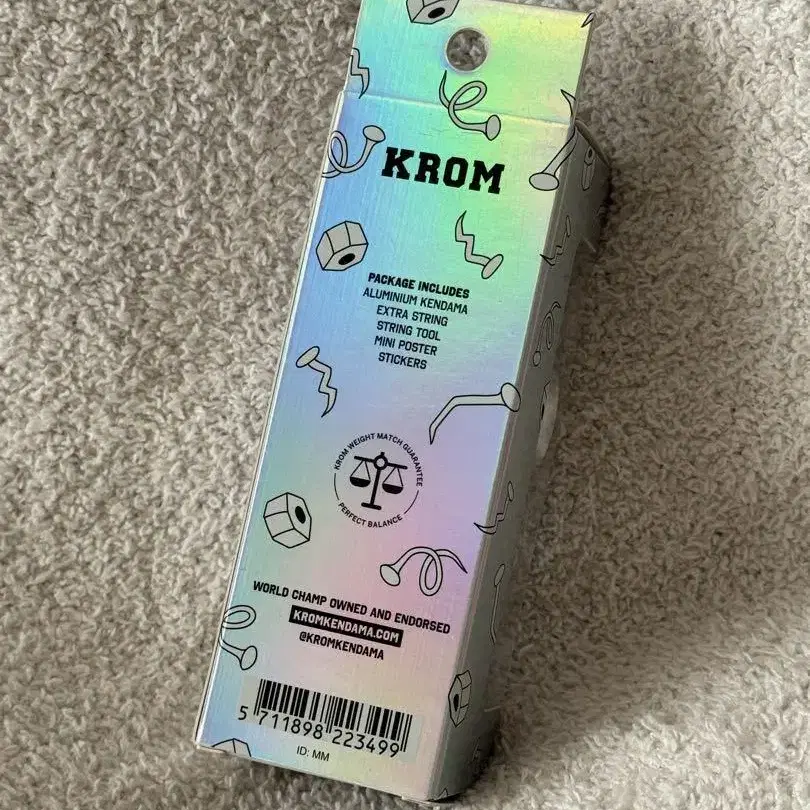 KROM
PACKAGE INCLUDES
ALUMINIUM KENDAMA
EXTRA STRING
STRING TOOL
MINI POSTER
STICKERS
KROM WEIGHT MATCH GUARANTEE
PERFECT BALANCE
WORLD CHAMP OWNED AND ENDORSED
KROMKENDAMA.COM
@KROMKENDAMA
5 711898 223499
ID: MM